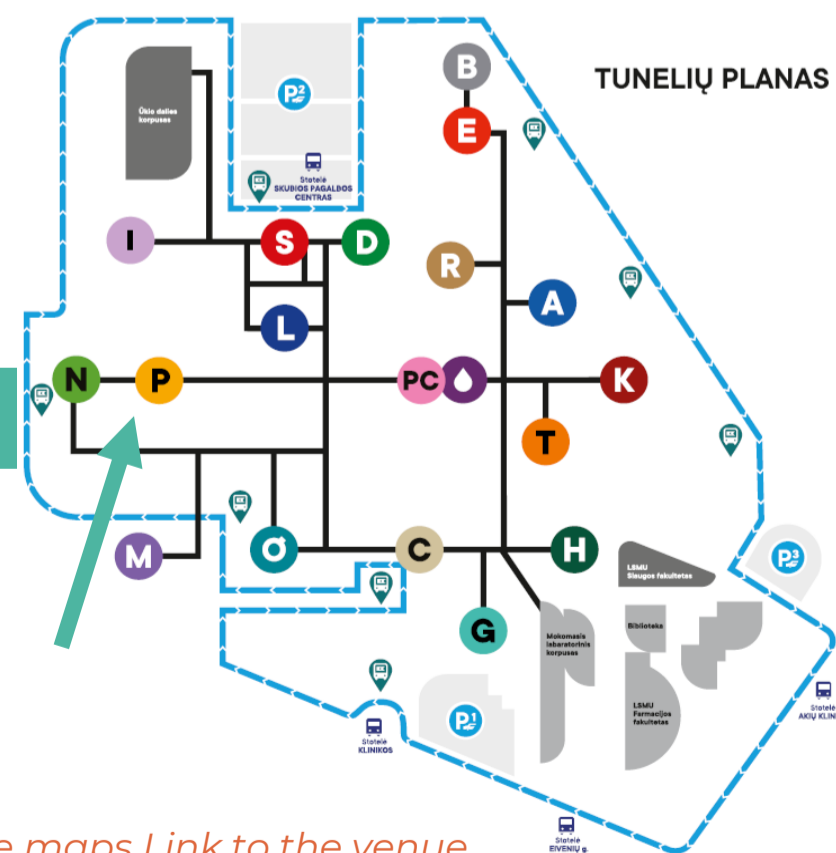 TUNELIŲ PLANAS
Ūkio dalies
korpusas
P2
Stotelė
SKUBIOS PAGALBOS
CENTRAS
B
E
I
S
D
R
A
L
N
P
PC
K
T
M
O
C
H
G
LSMU
Slaugos fakultetas
P3
Mokomasis
laboratorinis
korpusas
Biblioteka
LSMU
Farmacijos
fakultetas
P1
Stotelė
KLINIKOS
Stotelė
AKIŲ KLIN
Stotelė
EIVENIŲ g.
e maps Link to the venue